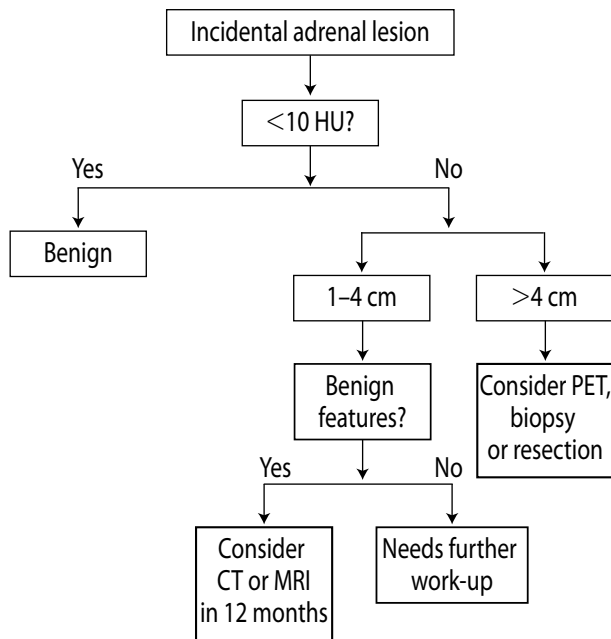 Incidental adrenal lesion
<10 HU?
Yes
No
Benign
1–4 cm
>4 cm
Benign
features?
Consider PET,
biopsy
or resection
Yes
No
Consider
CT or MRI
in 12 months
Needs further
work-up